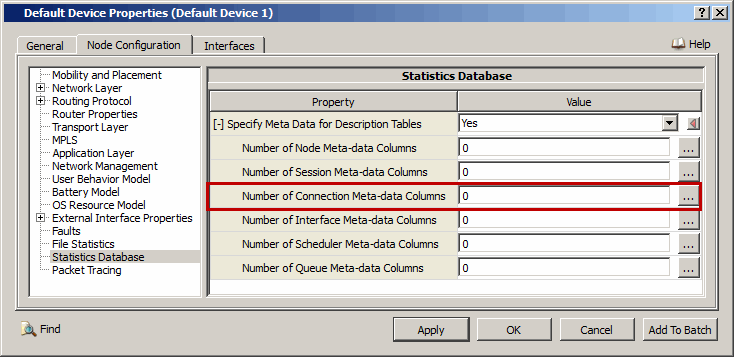 Default Device Properties (Default Device 1)
General Node Configuration Interfaces Help
Mobility and Placement
Network Layer
Routing Protocol
Router Properties
Transport Layer
MPLS
Application Layer
Network Management
User Behavior Model
Battery Model
OS Resource Model
External Interface Properties
Faults
File Statistics
Statistics Database
Packet Tracing
Statistics Database
Property Value
[-] Specify Meta Data for Description Tables Yes
Number of Node Meta-data Columns 0 ...
Number of Session Meta-data Columns 0 ...
Number of Connection Meta-data Columns 0 ...
Number of Interface Meta-data Columns 0 ...
Number of Scheduler Meta-data Columns 0 ...
Number of Queue Meta-data Columns 0 ...
Find Apply OK Cancel Add To Batch